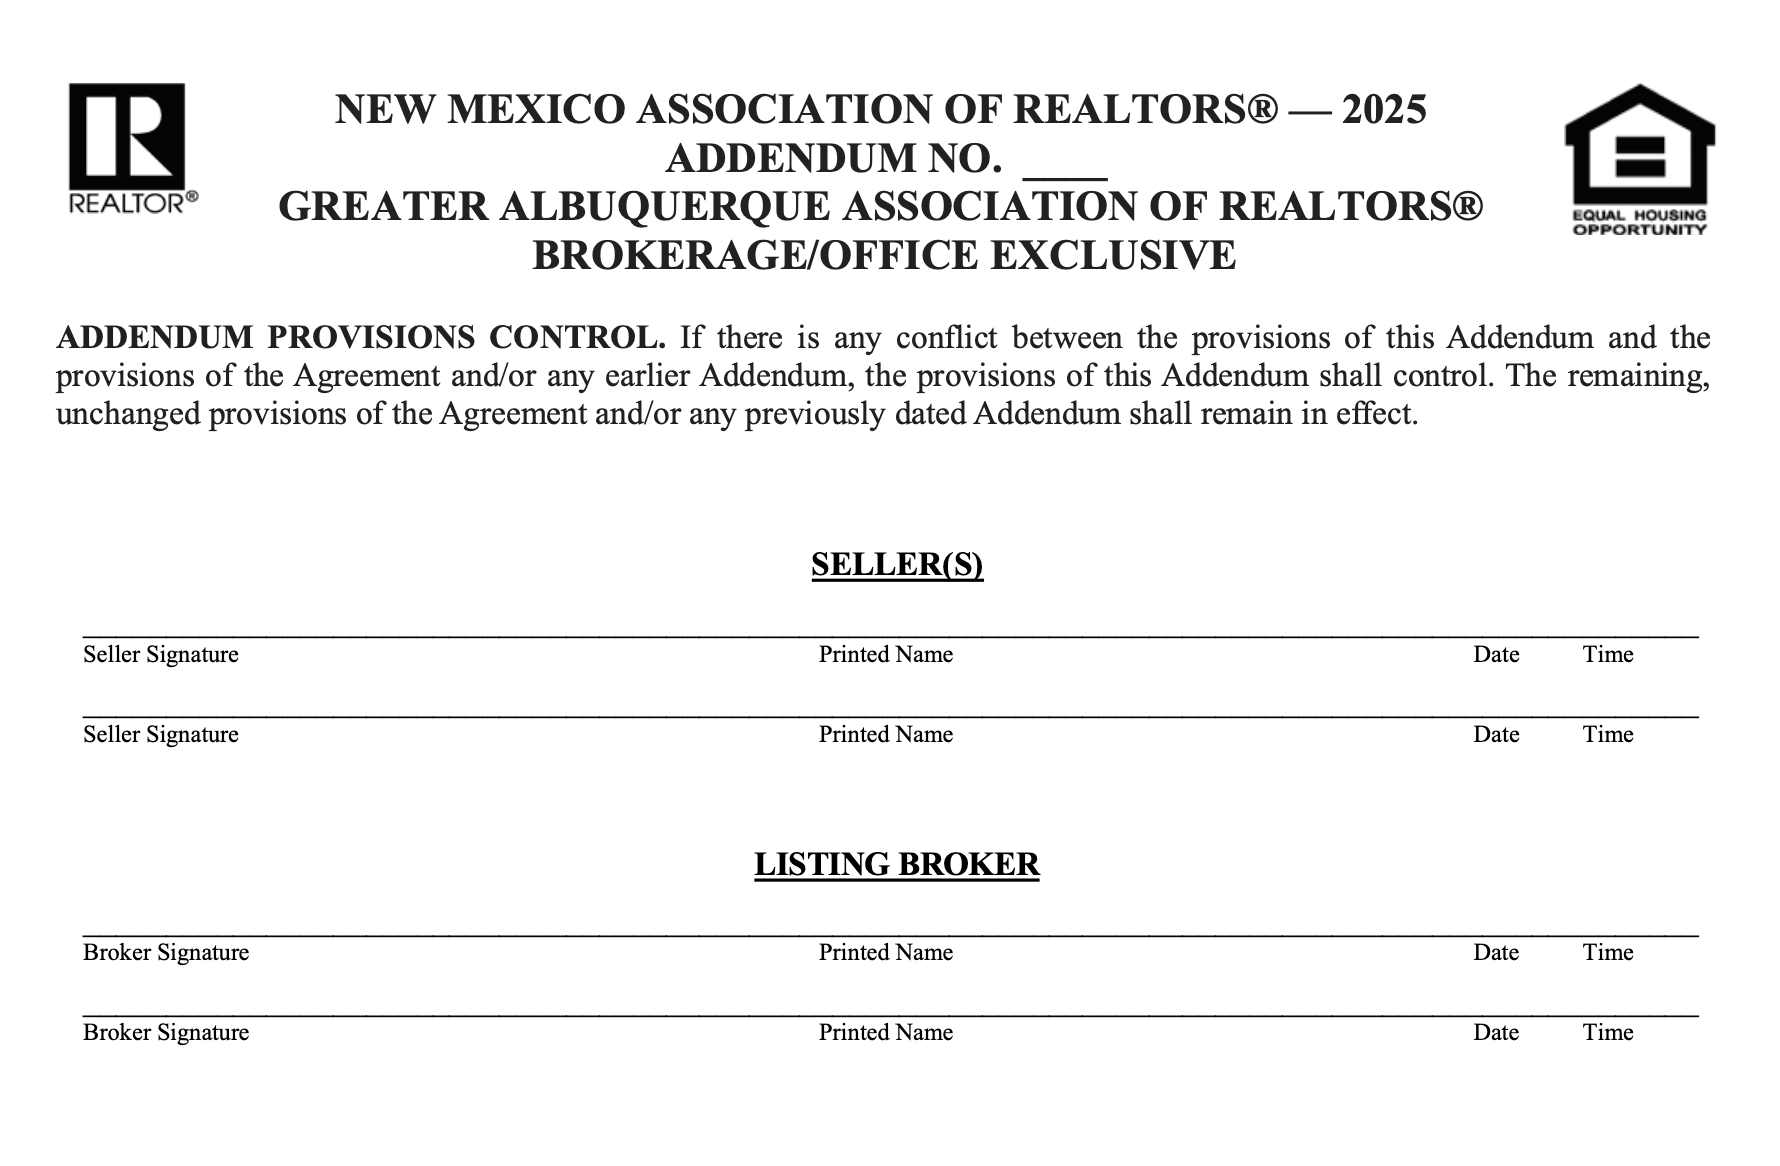 REALTOR®
NEW MEXICO ASSOCIATION OF REALTORS® — 2025
ADDENDUM NO. ____
GREATER ALBUQUERQUE ASSOCIATION OF REALTORS®
BROKERAGE/OFFICE EXCLUSIVE
EQUAL HOUSING
OPPORTUNITY
ADDENDUM PROVISIONS CONTROL. If there is any conflict between the provisions of this Addendum and the
provisions of the Agreement and/or any earlier Addendum, the provisions of this Addendum shall control. The remaining,
unchanged provisions of the Agreement and/or any previously dated Addendum shall remain in effect.
SELLER(S)
Seller Signature Printed Name Date Time
Seller Signature Printed Name Date Time
LISTING BROKER
Broker Signature Printed Name Date Time
Broker Signature Printed Name Date Time